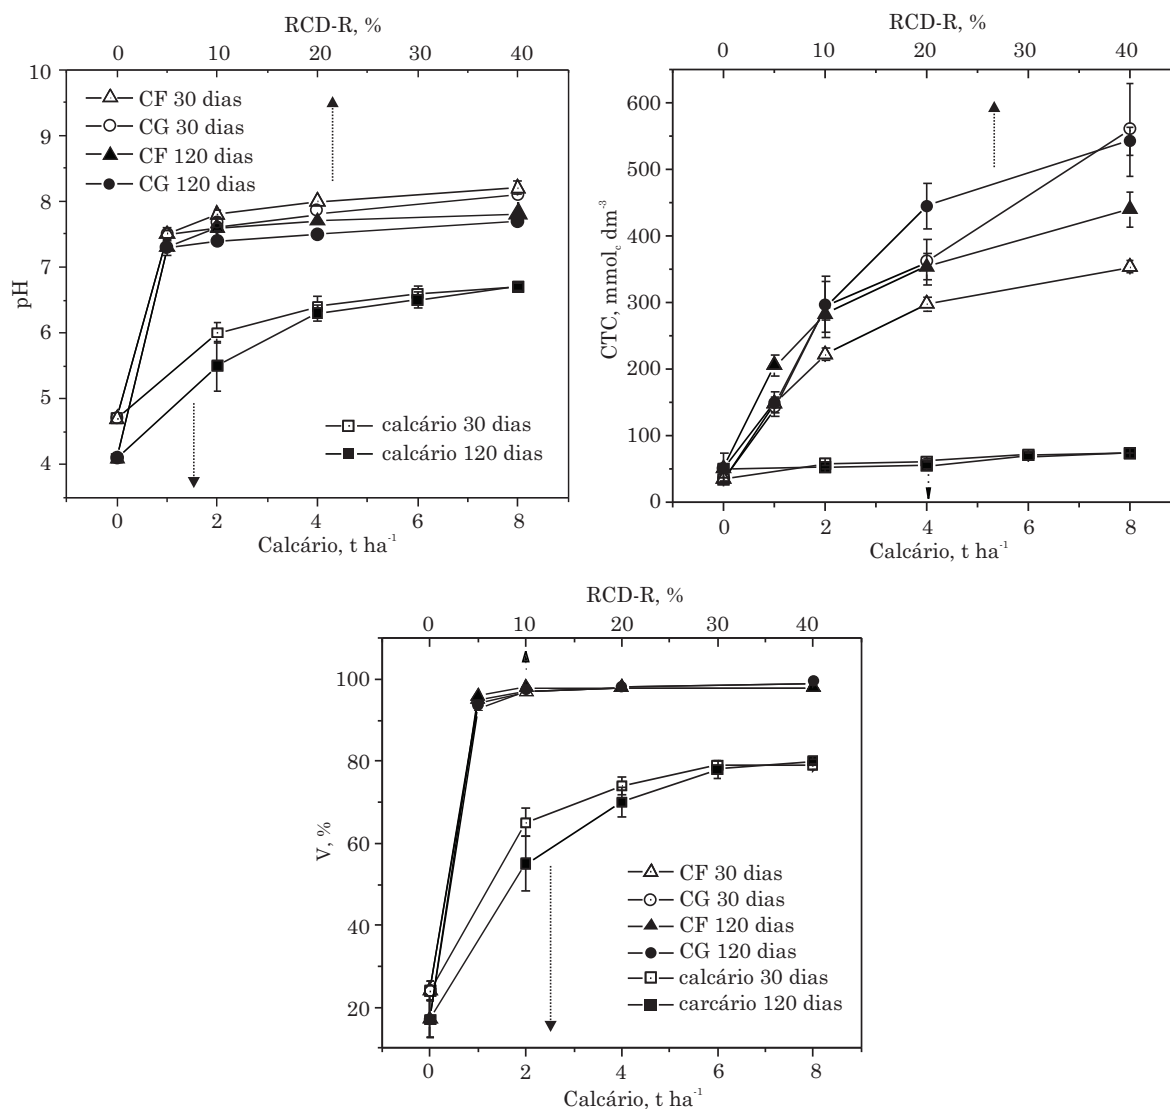 RCD-R, %
0 10 20 30 40
10
9
8
7
6
5
4
pH
CF 30 dias
CG 30 dias
CF 120 dias
CG 120 dias
calcário 30 dias
calcário 120 dias
0 2 4 6 8
Calcário, t ha⁻¹
RCD-R, %
0 10 20 30 40
600
500
400
300
200
100
0
CTC, mmol꜀ dm⁻³
0 2 4 6 8
Calcário, t ha⁻¹
RCD-R, %
0 10 20 30 40
100
80
60
40
20
V, %
CF 30 dias
CG 30 dias
CF 120 dias
CG 120 dias
calcário 30 dias
carcário 120 dias
0 2 4 6 8
Calcário, t ha⁻¹